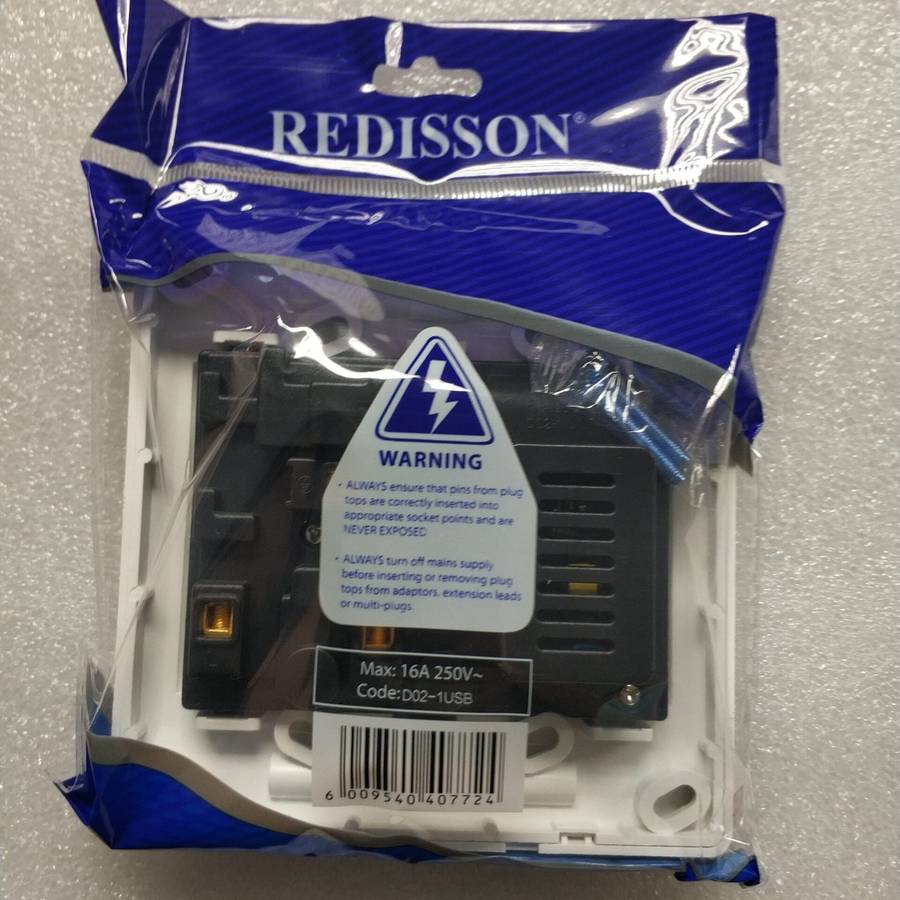 REDISSON®
WARNING
• ALWAYS ensure that pins from plug
tops are correctly inserted into
appropriate socket points and are
NEVER EXPOSED
• ALWAYS turn off mains supply
before inserting or removing plug
tops from adaptors, extension leads
or multi-plugs.
Max: 16A 250V~
Code: D02-1USB
6 009540 407724